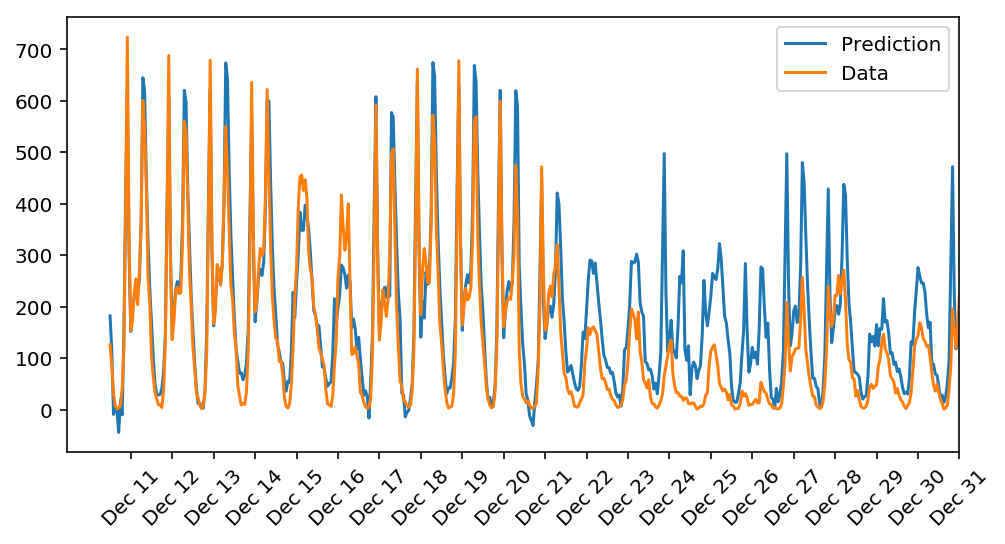 Prediction
Data
700
600
500
400
300
200
100
0
Dec 11
Dec 12
Dec 13
Dec 14
Dec 15
Dec 16
Dec 17
Dec 18
Dec 19
Dec 20
Dec 21
Dec 22
Dec 23
Dec 24
Dec 25
Dec 26
Dec 27
Dec 28
Dec 29
Dec 30
Dec 31